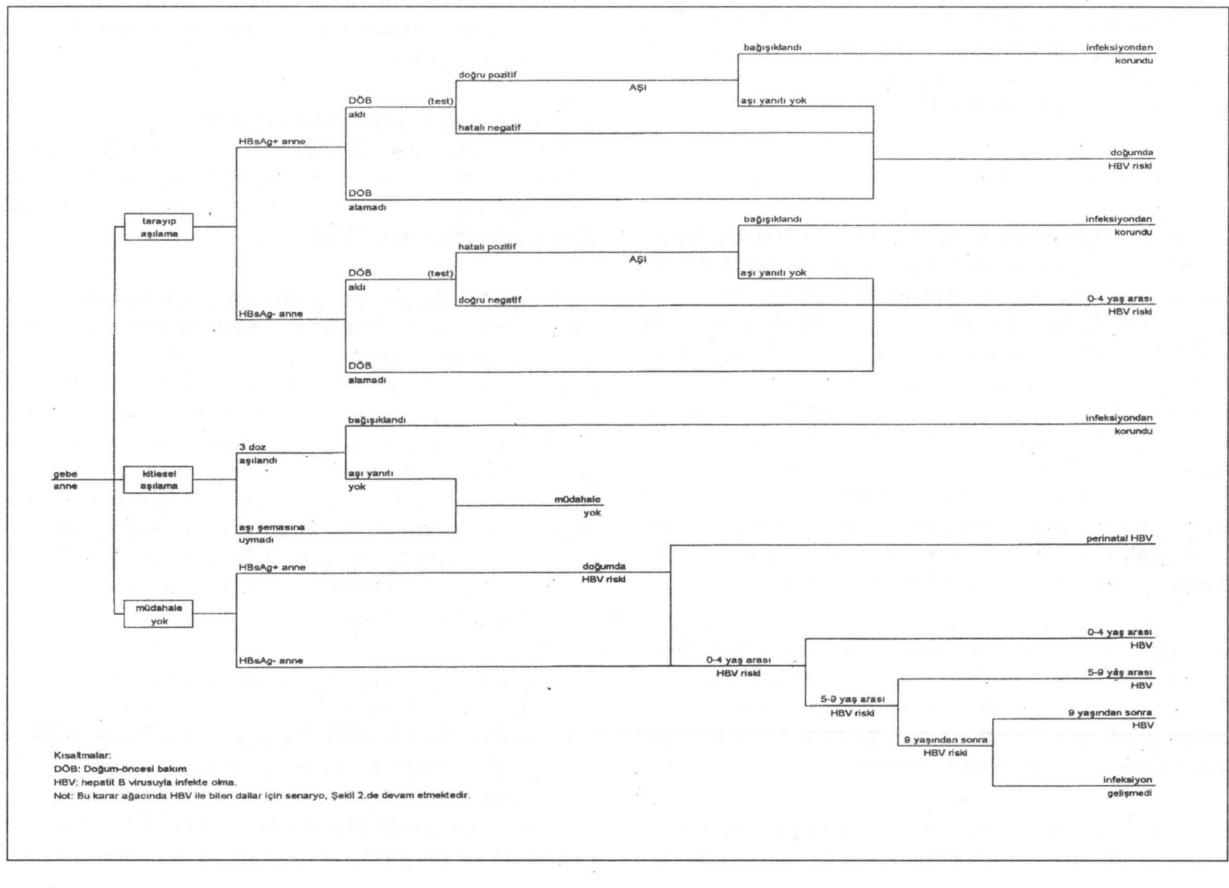 bağışıklandı
infeksiyondan
korundu
doğru pozitif
AŞI
DÖB
aldı
(test)
aşı yanıtı yok
hatalı negatif
HBsAg+ anne
doğumda
HBV riski
DÖB
alamadı
tarayıp
aşılama
bağışıklandı
infeksiyondan
korundu
hatalı pozitif
AŞI
DÖB
aldı
(test)
aşı yanıtı yok
doğru negatif
0-4 yaş arası
HBV riski
HBsAg- anne
DÖB
alamadı
bağışıklandı
infeksiyondan
korundu
3 doz
aşılandı
gebe
anne
kitlesel
aşılama
aşı yanıtı
yok
müdahale
yok
aşı şemasına
uymadı
perinatal HBV
HBsAg+ anne
doğumda
HBV riski
müdahale
yok
0-4 yaş arası
HBV
HBsAg- anne
0-4 yaş arası
HBV riski
5-9 yaş arası
HBV
5-9 yaş arası
HBV riski
9 yaşından sonra
HBV
9 yaşından sonra
HBV riski
infeksiyon
gelişmedi
Kısaltmalar:
DÖB: Doğum-öncesi bakım
HBV: hepatit B virusuyla infekte olma.
Not: Bu karar ağacında HBV ile biten dallar için senaryo, Şekil 2.de devam etmektedir.